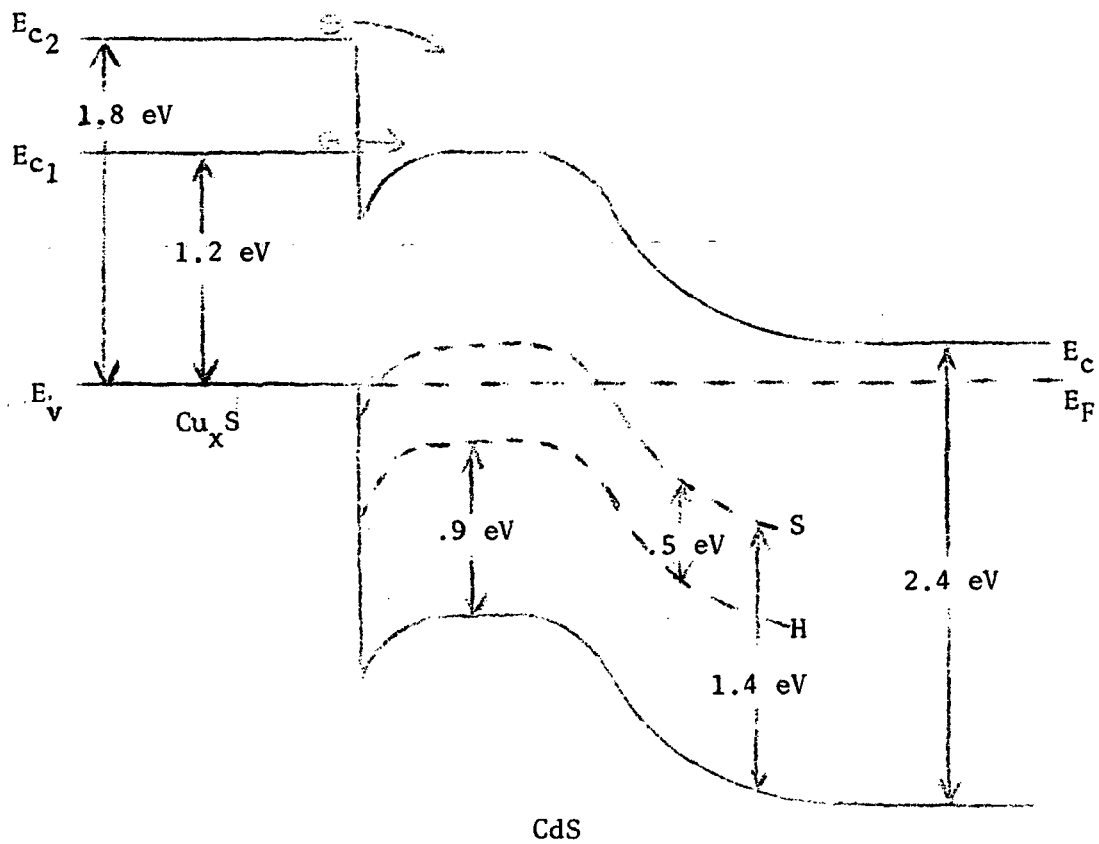 E_c2
1.8 eV
E_c1
1.2 eV
E_v
Cu_xS
E_c
E_F
.9 eV
.5 eV
S
2.4 eV
H
1.4 eV
CdS